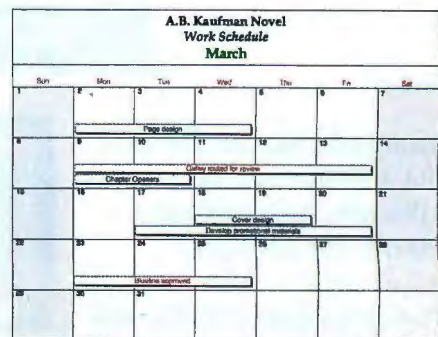 A.B. Kaufman Novel
Work Schedule
March
Sun Mon Tue Wed Thu Fri Sat
1 2 3 4 5 6 7
Page design
8 9 10 11 12 13 14
Galley routed for review
Chapter Openers
15 16 17 18 19 20 21
Cover design
Develop promotional materials
22 23 24 25 26 27 28
Blueline approved
29 30 31